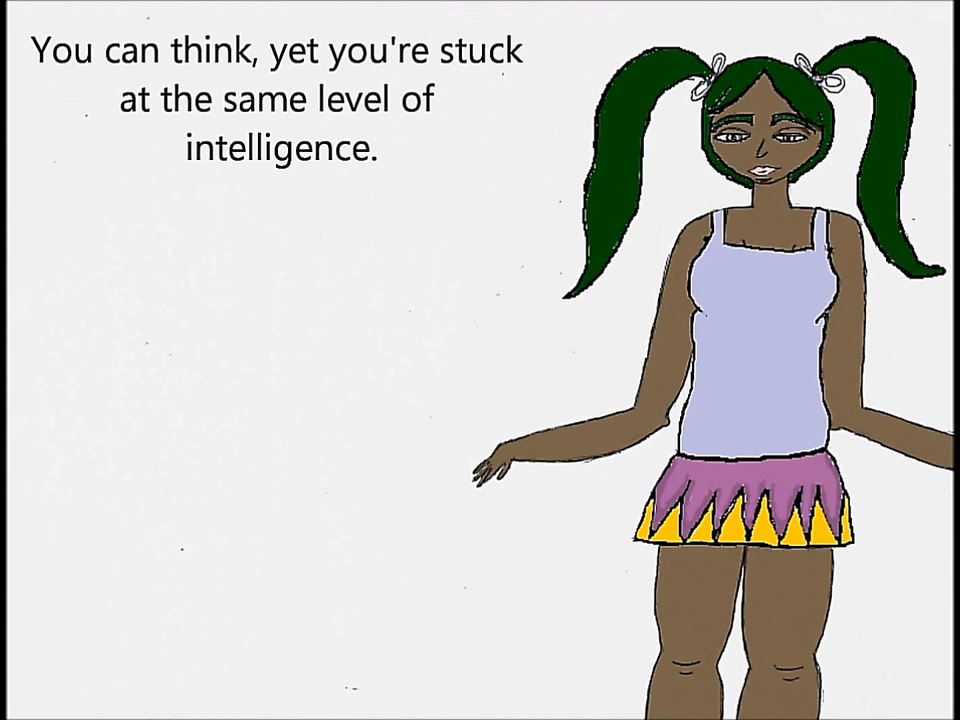 You can think, yet you're stuck
at the same level of
intelligence.